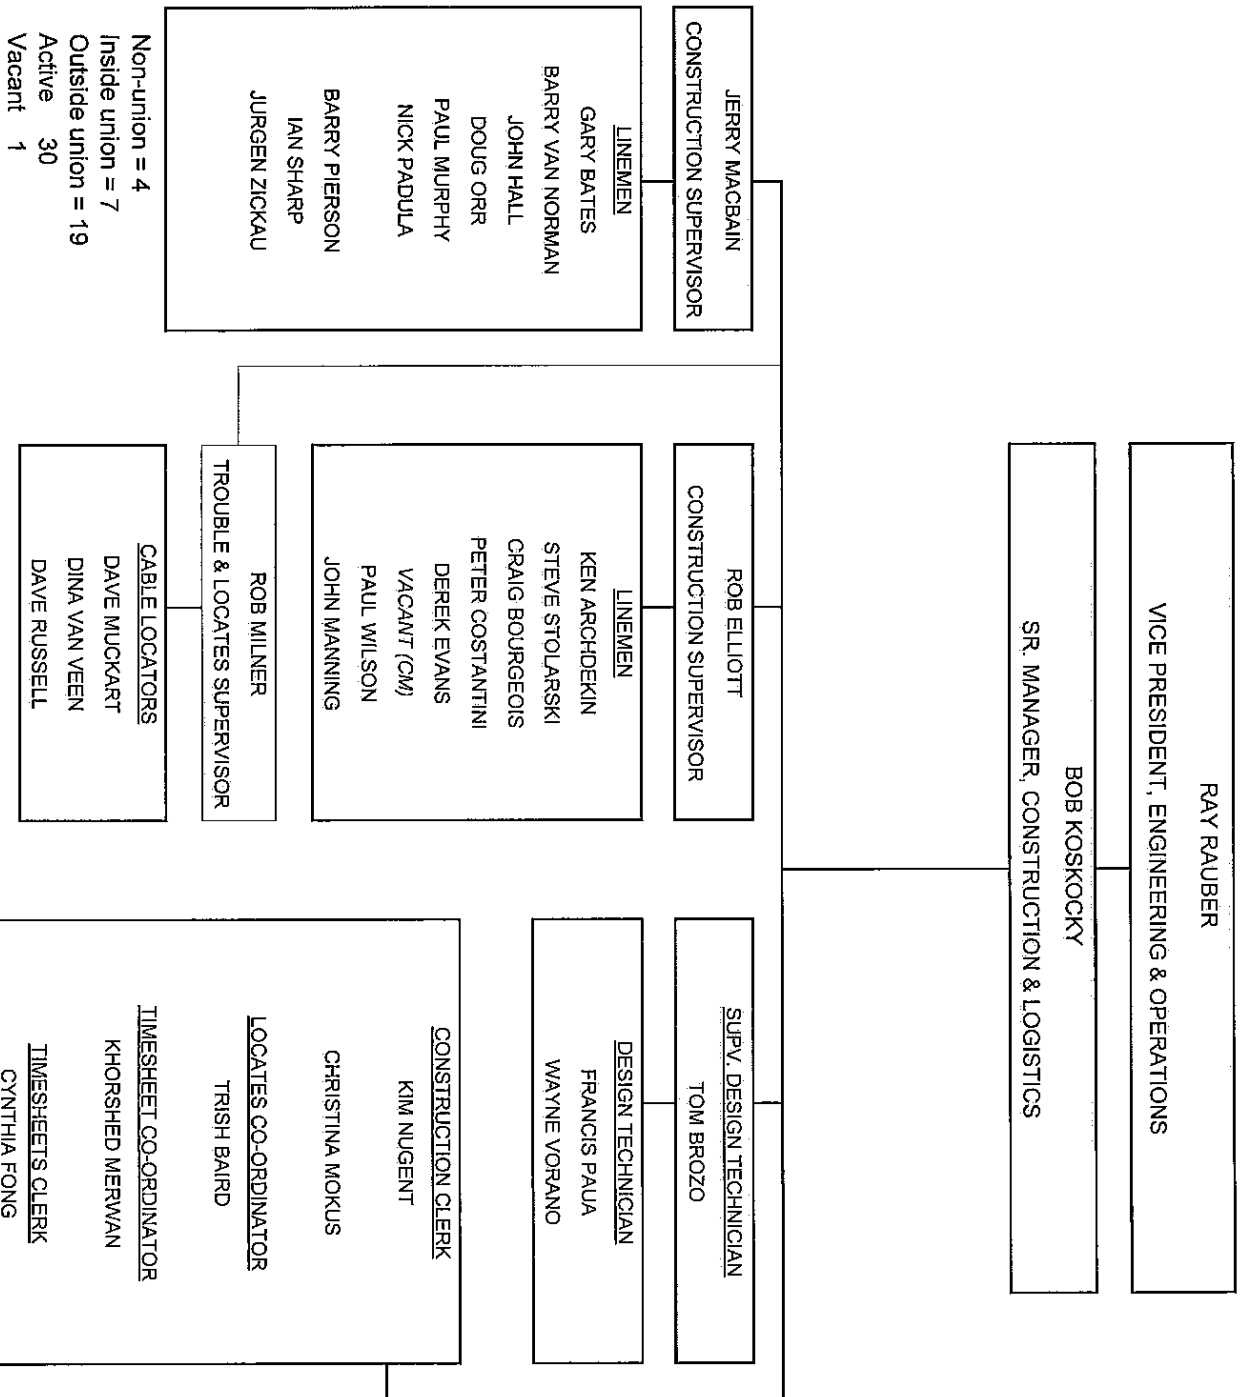 RAY RAUBER
VICE PRESIDENT, ENGINEERING & OPERATIONS
BOB KOSKOCKY
SR. MANAGER, CONSTRUCTION & LOGISTICS
JERRY MACBAIN
CONSTRUCTION SUPERVISOR
LINEMEN
GARY BATES
BARRY VAN NORMAN
JOHN HALL
DOUG ORR
PAUL MURPHY
NICK PADULA
BARRY PIERSON
IAN SHARP
JURGEN ZICKAU
ROB ELLIOTT
CONSTRUCTION SUPERVISOR
LINEMEN
KEN ARCHDEKIN
STEVE STOLARSKI
CRAIG BOURGEOIS
PETER COSTANTINI
DEREK EVANS
VACANT (CM)
PAUL WILSON
JOHN MANNING
ROB MILNER
TROUBLE & LOCATES SUPERVISOR
CABLE LOCATORS
DAVE MUCKART
DINA VAN VEEN
DAVE RUSSELL
SUPV. DESIGN TECHNICIAN
TOM BROZO
DESIGN TECHNICIAN
FRANCIS PAUA
WAYNE VORANO
CONSTRUCTION CLERK
KIM NUGENT
CHRISTINA MOKUS
LOCATES CO-ORDINATOR
TRISH BAIRD
TIMESHEET CO-ORDINATOR
KHORSHED MERWAN
TIMESHEETS CLERK
CYNTHIA FONG
Non-union = 4
Inside union = 7
Outside union = 19
Active 30
Vacant 1